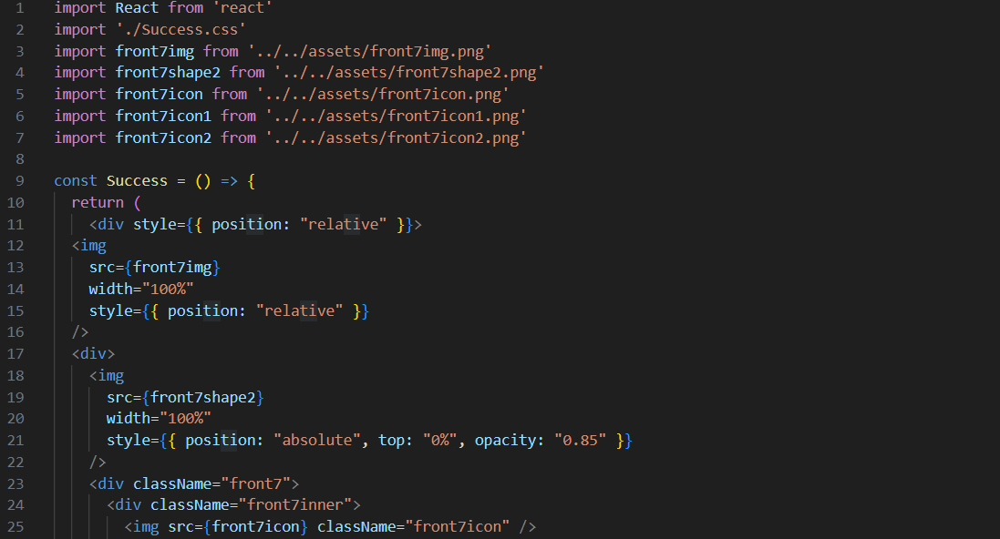 1 import React from 'react'
2 import './Success.css'
3 import front7img from '../../assets/front7img.png'
4 import front7shape2 from '../../assets/front7shape2.png'
5 import front7icon from '../../assets/front7icon.png'
6 import front7icon1 from '../../assets/front7icon1.png'
7 import front7icon2 from '../../assets/front7icon2.png'
8
9 const Success = () => {
10   return (
11     <div style={{ position: "relative" }}>
12   <img
13     src={front7img}
14     width="100%"
15     style={{ position: "relative" }}
16   />
17   <div>
18     <img
19       src={front7shape2}
20       width="100%"
21       style={{ position: "absolute", top: "0%", opacity: "0.85" }}
22     />
23     <div className="front7">
24       <div className="front7inner">
25         <img src={front7icon} className="front7icon" />